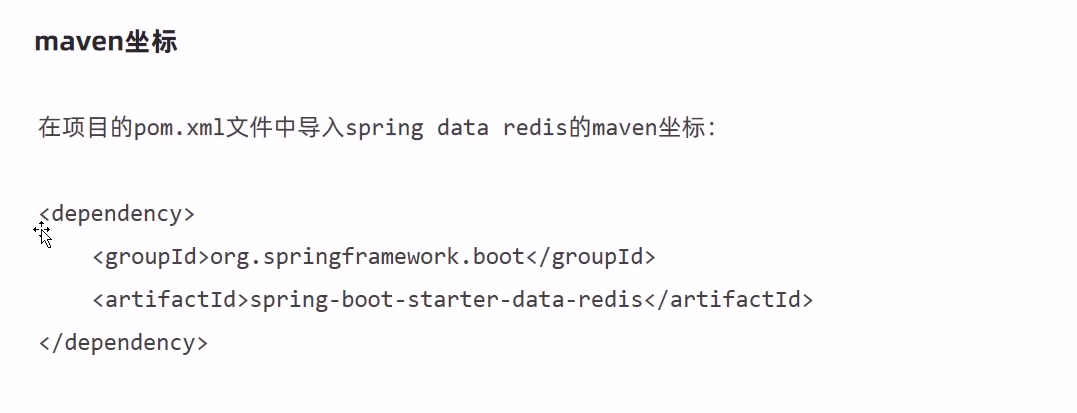 maven坐标
在项目的pom.xml文件中导入spring data redis的maven坐标：
<dependency>
    <groupId>org.springframework.boot</groupId>
    <artifactId>spring-boot-starter-data-redis</artifactId>
</dependency>